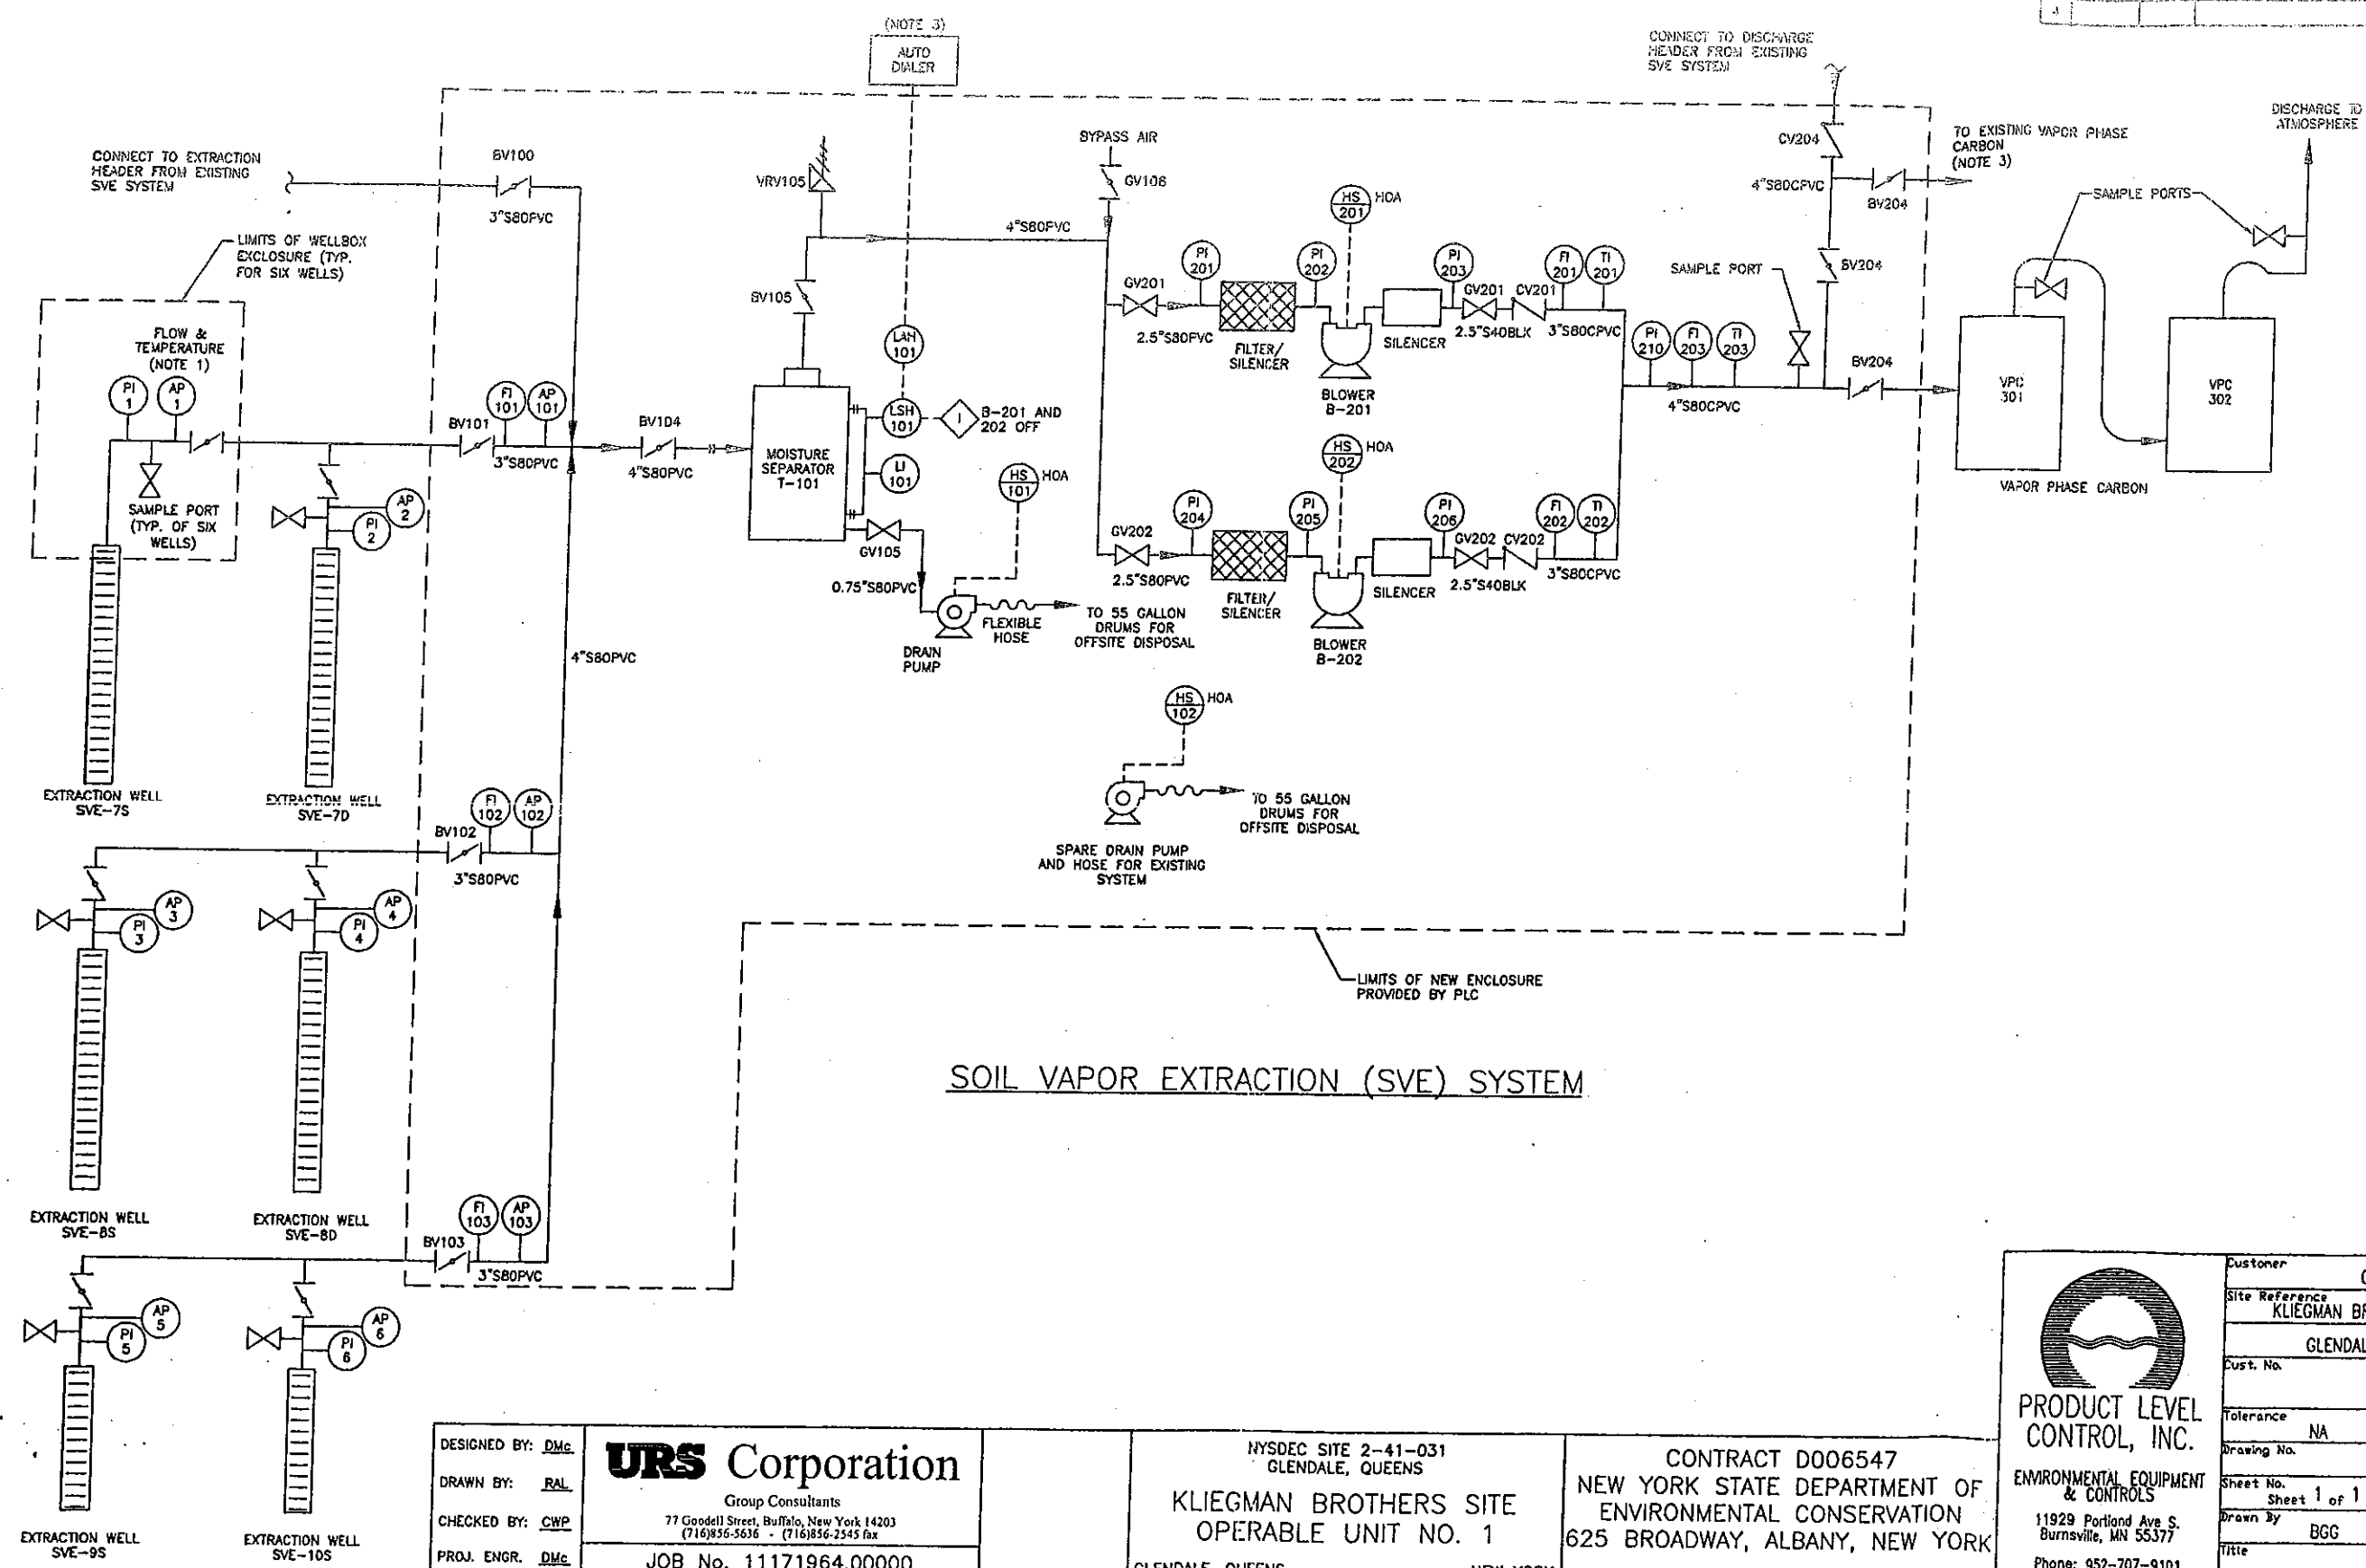 (NOTE 3)
AUTO
DIALER
CONNECT TO DISCHARGE
HEADER FROM EXISTING
SVE SYSTEM
4
DISCHARGE TO
ATMOSPHERE
CONNECT TO EXTRACTION
HEADER FROM EXISTING
SVE SYSTEM
BV100
3"S80PVC
VRV105
BYPASS AIR
GV106
4"S80PVC
HS
201
HOA
CV204
4"S80CPVC
BV204
TO EXISTING VAPOR PHASE
CARBON
(NOTE 3)
SAMPLE PORTS
LIMITS OF WELLBOX
EXCLOSURE (TYP.
FOR SIX WELLS)
BV105
GV201
PI
201
PI
202
PI
203
GV201
CV201
FI
201
TI
201
SAMPLE PORT
BV204
2.5"S80PVC
FILTER/
SILENCER
SILENCER
2.5"S40BLK
3"S80CPVC
BLOWER
B-201
FLOW &
TEMPERATURE
(NOTE 1)
PI
1
AP
1
SAMPLE PORT
(TYP. OF SIX
WELLS)
AP
2
PI
2
BV101
FI
101
AP
101
3"S80PVC
BV104
4"S80PVC
LAH
101
LSH
101
I
B-201 AND
202 OFF
LI
101
MOISTURE
SEPARATOR
T-101
GV105
0.75"S80PVC
HS
101
HOA
DRAIN
PUMP
FLEXIBLE
HOSE
TO 55 GALLON
DRUMS FOR
OFFSITE DISPOSAL
PI
210
FI
203
TI
203
4"S80CPVC
BV204
VPC
301
VPC
302
VAPOR PHASE CARBON
HS
202
HOA
GV202
PI
204
PI
205
PI
206
GV202
CV202
FI
202
TI
202
2.5"S80PVC
FILTER/
SILENCER
SILENCER
2.5"S40BLK
3"S80CPVC
BLOWER
B-202
4"S80PVC
HS
102
HOA
TO 55 GALLON
DRUMS FOR
OFFSITE DISPOSAL
SPARE DRAIN PUMP
AND HOSE FOR EXISTING
SYSTEM
EXTRACTION WELL
SVE-7S
EXTRACTION WELL
SVE-7D
BV102
FI
102
AP
102
3"S80PVC
AP
3
PI
3
AP
4
PI
4
LIMITS OF NEW ENCLOSURE
PROVIDED BY PLC
SOIL VAPOR EXTRACTION (SVE) SYSTEM
EXTRACTION WELL
SVE-8S
EXTRACTION WELL
SVE-8D
BV103
FI
103
AP
103
3"S80PVC
AP
5
PI
5
AP
6
PI
6
EXTRACTION WELL
SVE-9S
EXTRACTION WELL
SVE-10S
DESIGNED BY: DMc
DRAWN BY: RAL
CHECKED BY: CWP
PROJ. ENGR. DMc
URS Corporation
Group Consultants
77 Goodell Street, Buffalo, New York 14203
(716)856-5636 - (716)856-2545 fax
JOB No. 11171964.00000
NYSDEC SITE 2-41-031
GLENDALE, QUEENS
KLIEGMAN BROTHERS SITE
OPERABLE UNIT NO. 1
GLENDALE, QUEENS
NEW YORK
CONTRACT D006547
NEW YORK STATE DEPARTMENT OF
ENVIRONMENTAL CONSERVATION
625 BROADWAY, ALBANY, NEW YORK
PRODUCT LEVEL
CONTROL, INC.
ENVIRONMENTAL EQUIPMENT
& CONTROLS
11929 Portland Ave S.
Burnsville, MN 55377
Phone: 952-707-9101
Customer
Site Reference
KLIEGMAN BR
GLENDAL
Cust. No.
Tolerance
NA
Drawing No.
Sheet No.
Sheet 1 of 1
Drawn By
BGG
Title